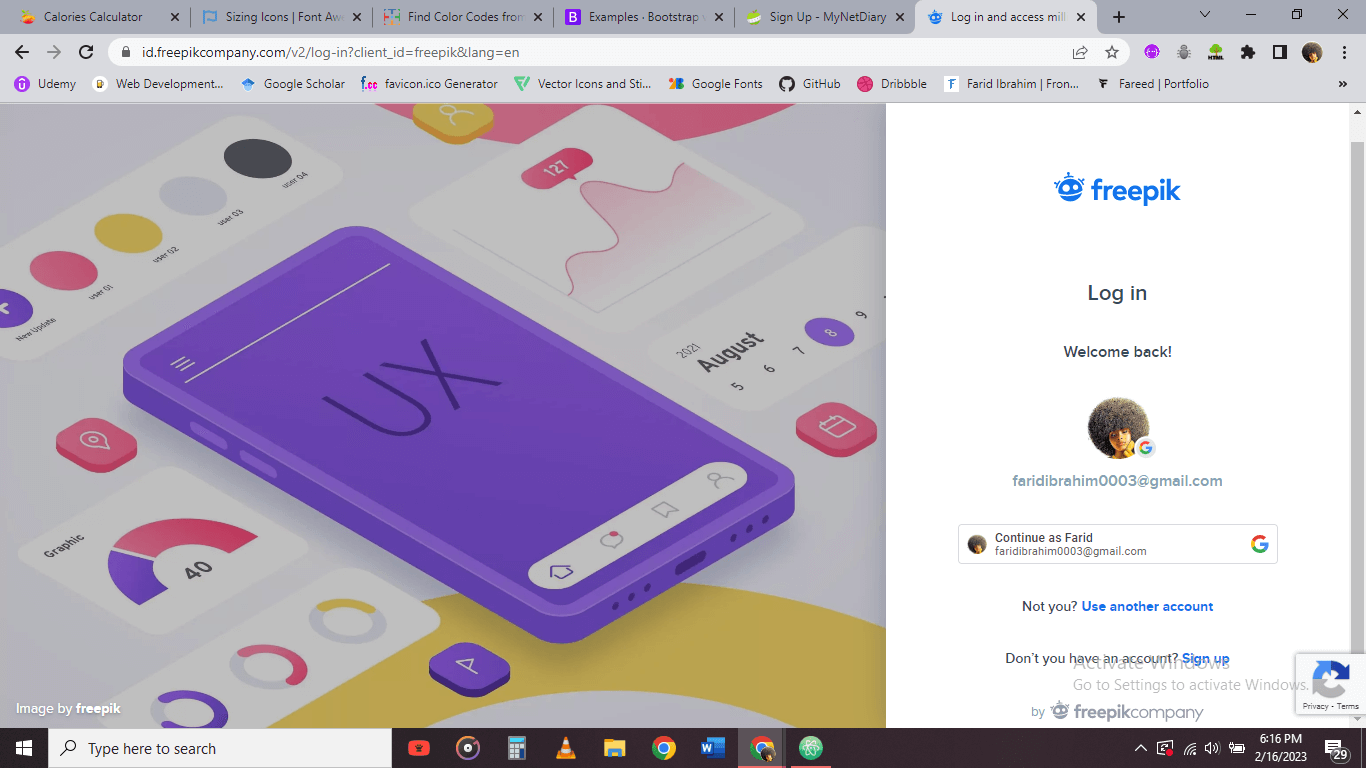 Calories Calculator
Sizing Icons | Font Aw
Find Color Codes from
Examples · Bootstrap v
Sign Up - MyNetDiary
Log in and access mill
id.freepikcompany.com/v2/log-in?client_id=freepik&lang=en
Udemy
Web Development...
Google Scholar
favicon.ico Generator
Vector Icons and Sti...
Google Fonts
GitHub
Dribbble
Farid Ibrahim | Fron...
Fareed | Portfolio
»
user 04
user 03
user 02
user 01
New Update
127
2021
August
5 6 7 8 9
UX
Graphic
40
Image by freepik
freepik
Log in
Welcome back!
faridibrahim0003@gmail.com
Continue as Farid
faridibrahim0003@gmail.com
Not you? Use another account
Don't you have an account? Sign up
Activate Windows
Go to Settings to activate Windows.
by freepikcompany
Privacy - Terms
Type here to search
6:16 PM
2/16/2023
29